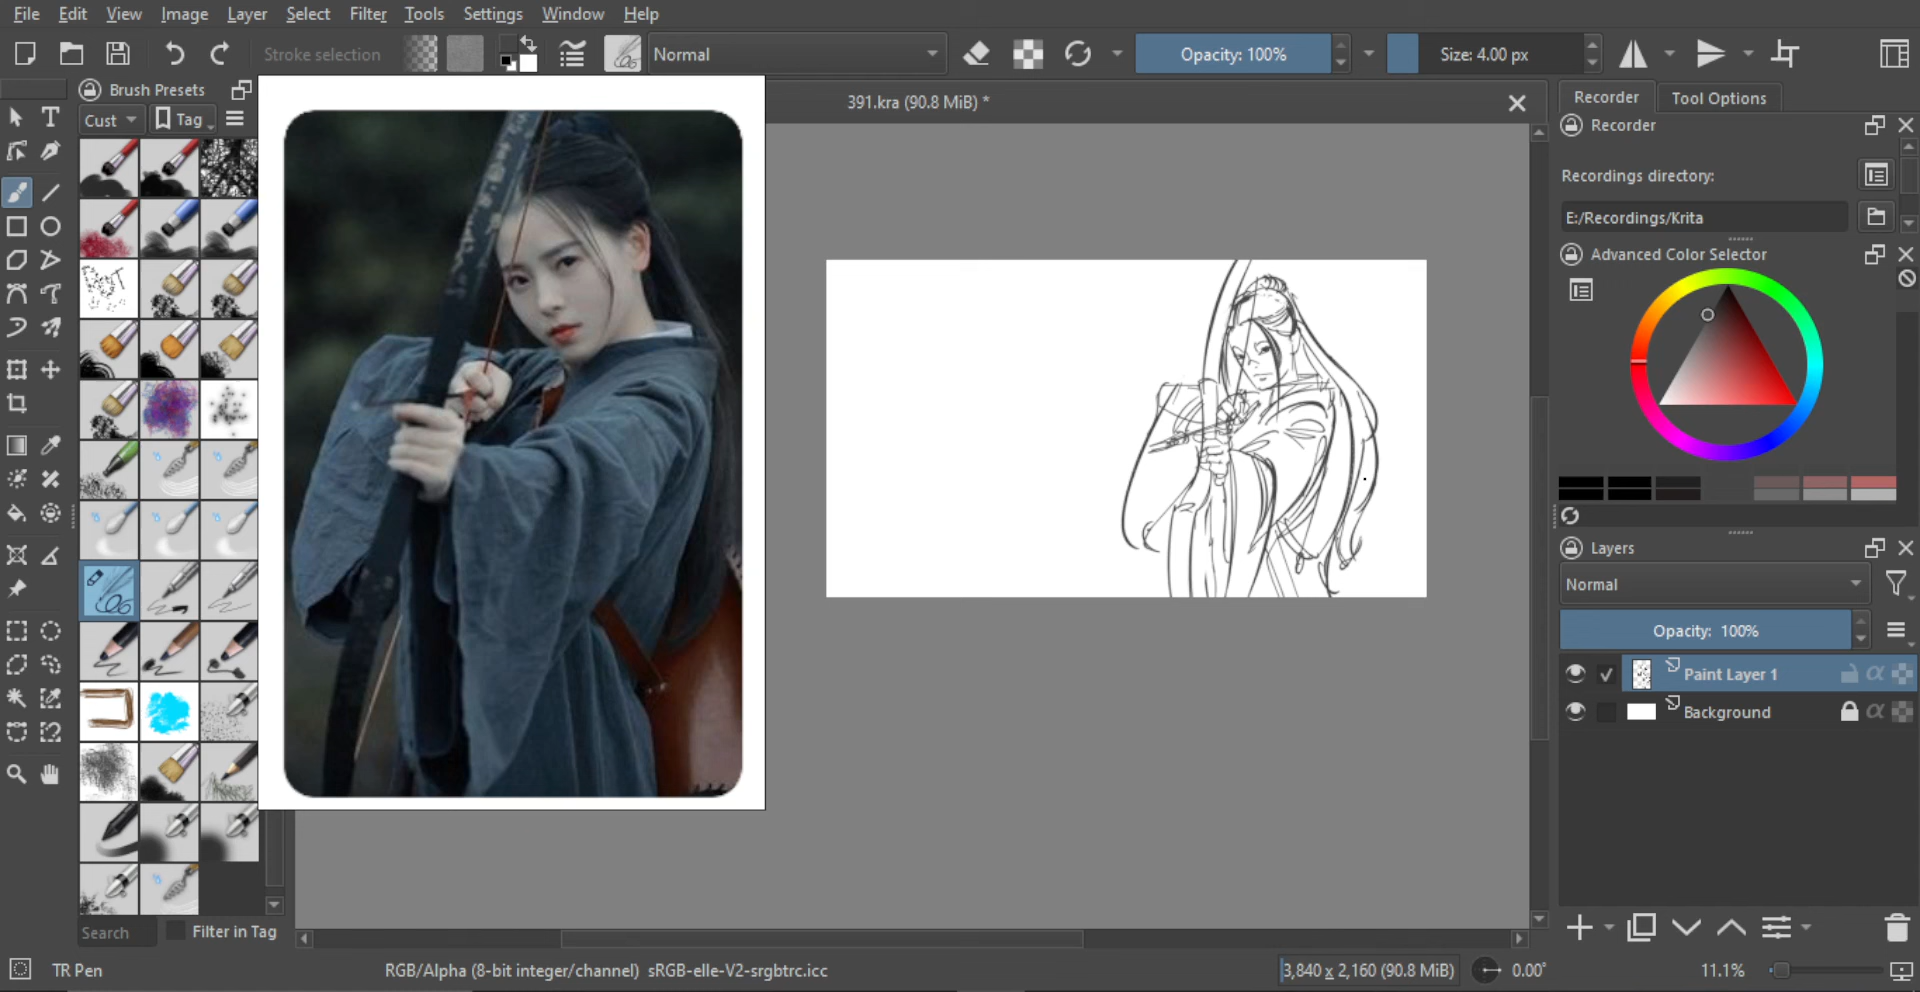 File Edit View Image Layer Select Filter Tools Settings Window Help
Stroke selection
Normal
Opacity: 100%
Size: 4.00 px
Brush Presets
Cust
Tag
391.kra (90.8 MiB) *
Recorder
Tool Options
Recorder
Recordings directory:
E:/Recordings/Krita
Advanced Color Selector
Layers
Normal
Opacity: 100%
Paint Layer 1
Background
Search
Filter in Tag
TR Pen
RGB/Alpha (8-bit integer/channel) sRGB-elle-V2-srgbtrc.icc
3,840 x 2,160 (90.8 MiB)
0.00°
11.1%